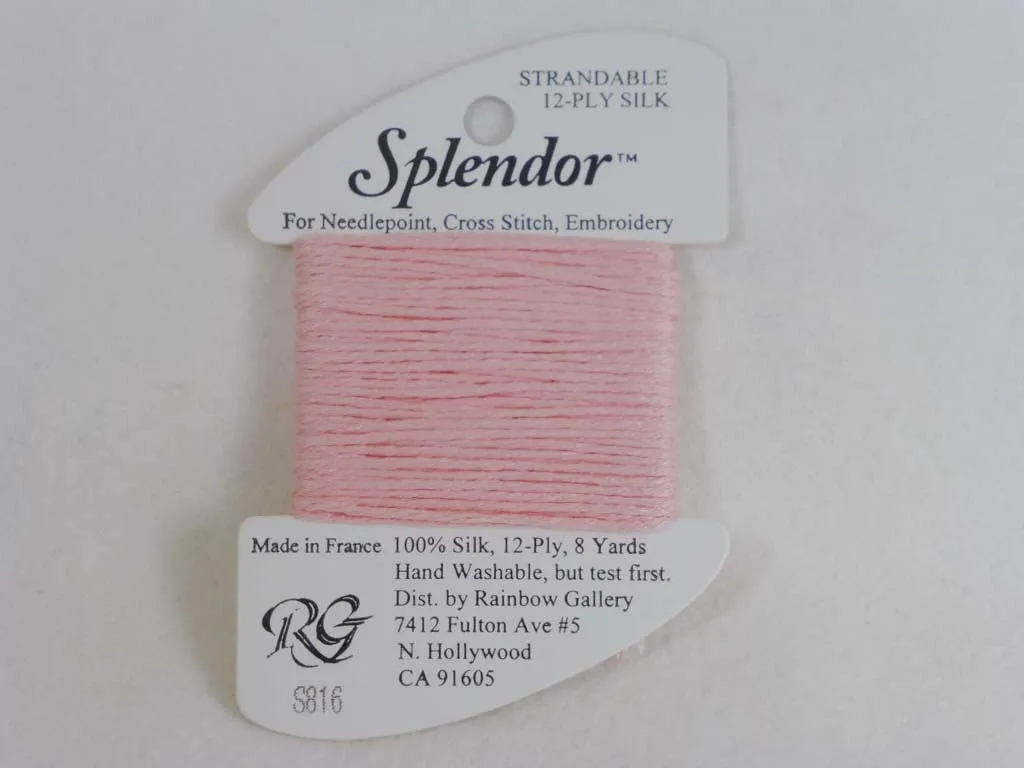 STRANDABLE
12-PLY SILK
Splendor™
For Needlepoint, Cross Stitch, Embroidery
Made in France 100% Silk, 12-Ply, 8 Yards
Hand Washable, but test first.
Dist. by Rainbow Gallery
7412 Fulton Ave #5
N. Hollywood
CA 91605
RG
S816